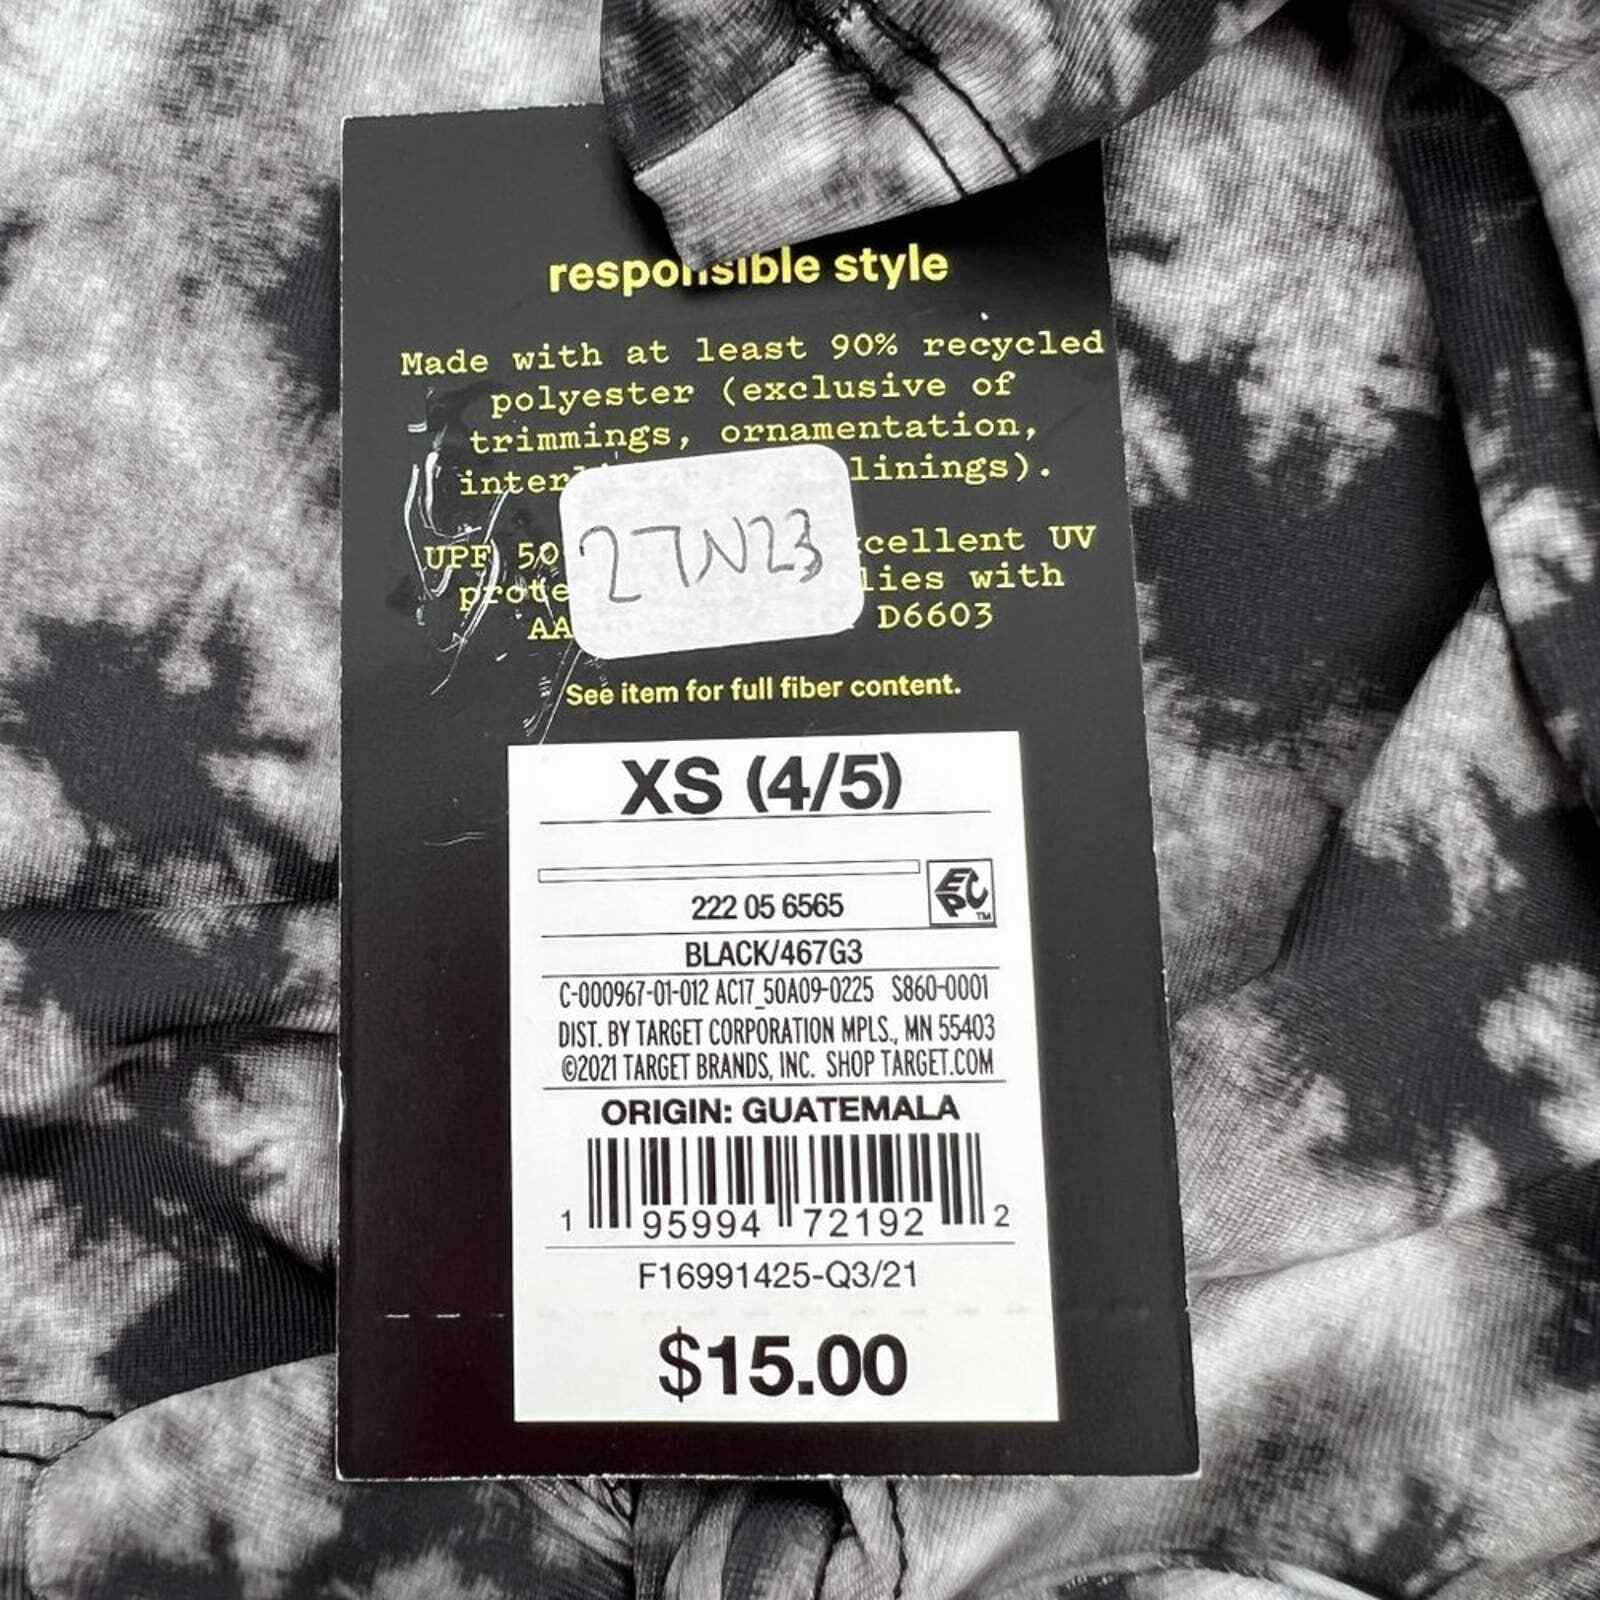 responsible style
Made with at least 90% recycled
polyester (exclusive of
trimmings, ornamentation,
linings).
UPF 50 UV
with
D6603
27N23
See item for full fiber content.
XS (4/5)
222 05 6565
EPC TM
BLACK/467G3
C-000967-01-012 AC17_50A09-0225 S860-0001
DIST. BY TARGET CORPORATION MPLS., MN 55403
©2021 TARGET BRANDS, INC. SHOP TARGET.COM
ORIGIN: GUATEMALA
1 95994 72192 2
F16991425-Q3/21
$15.00